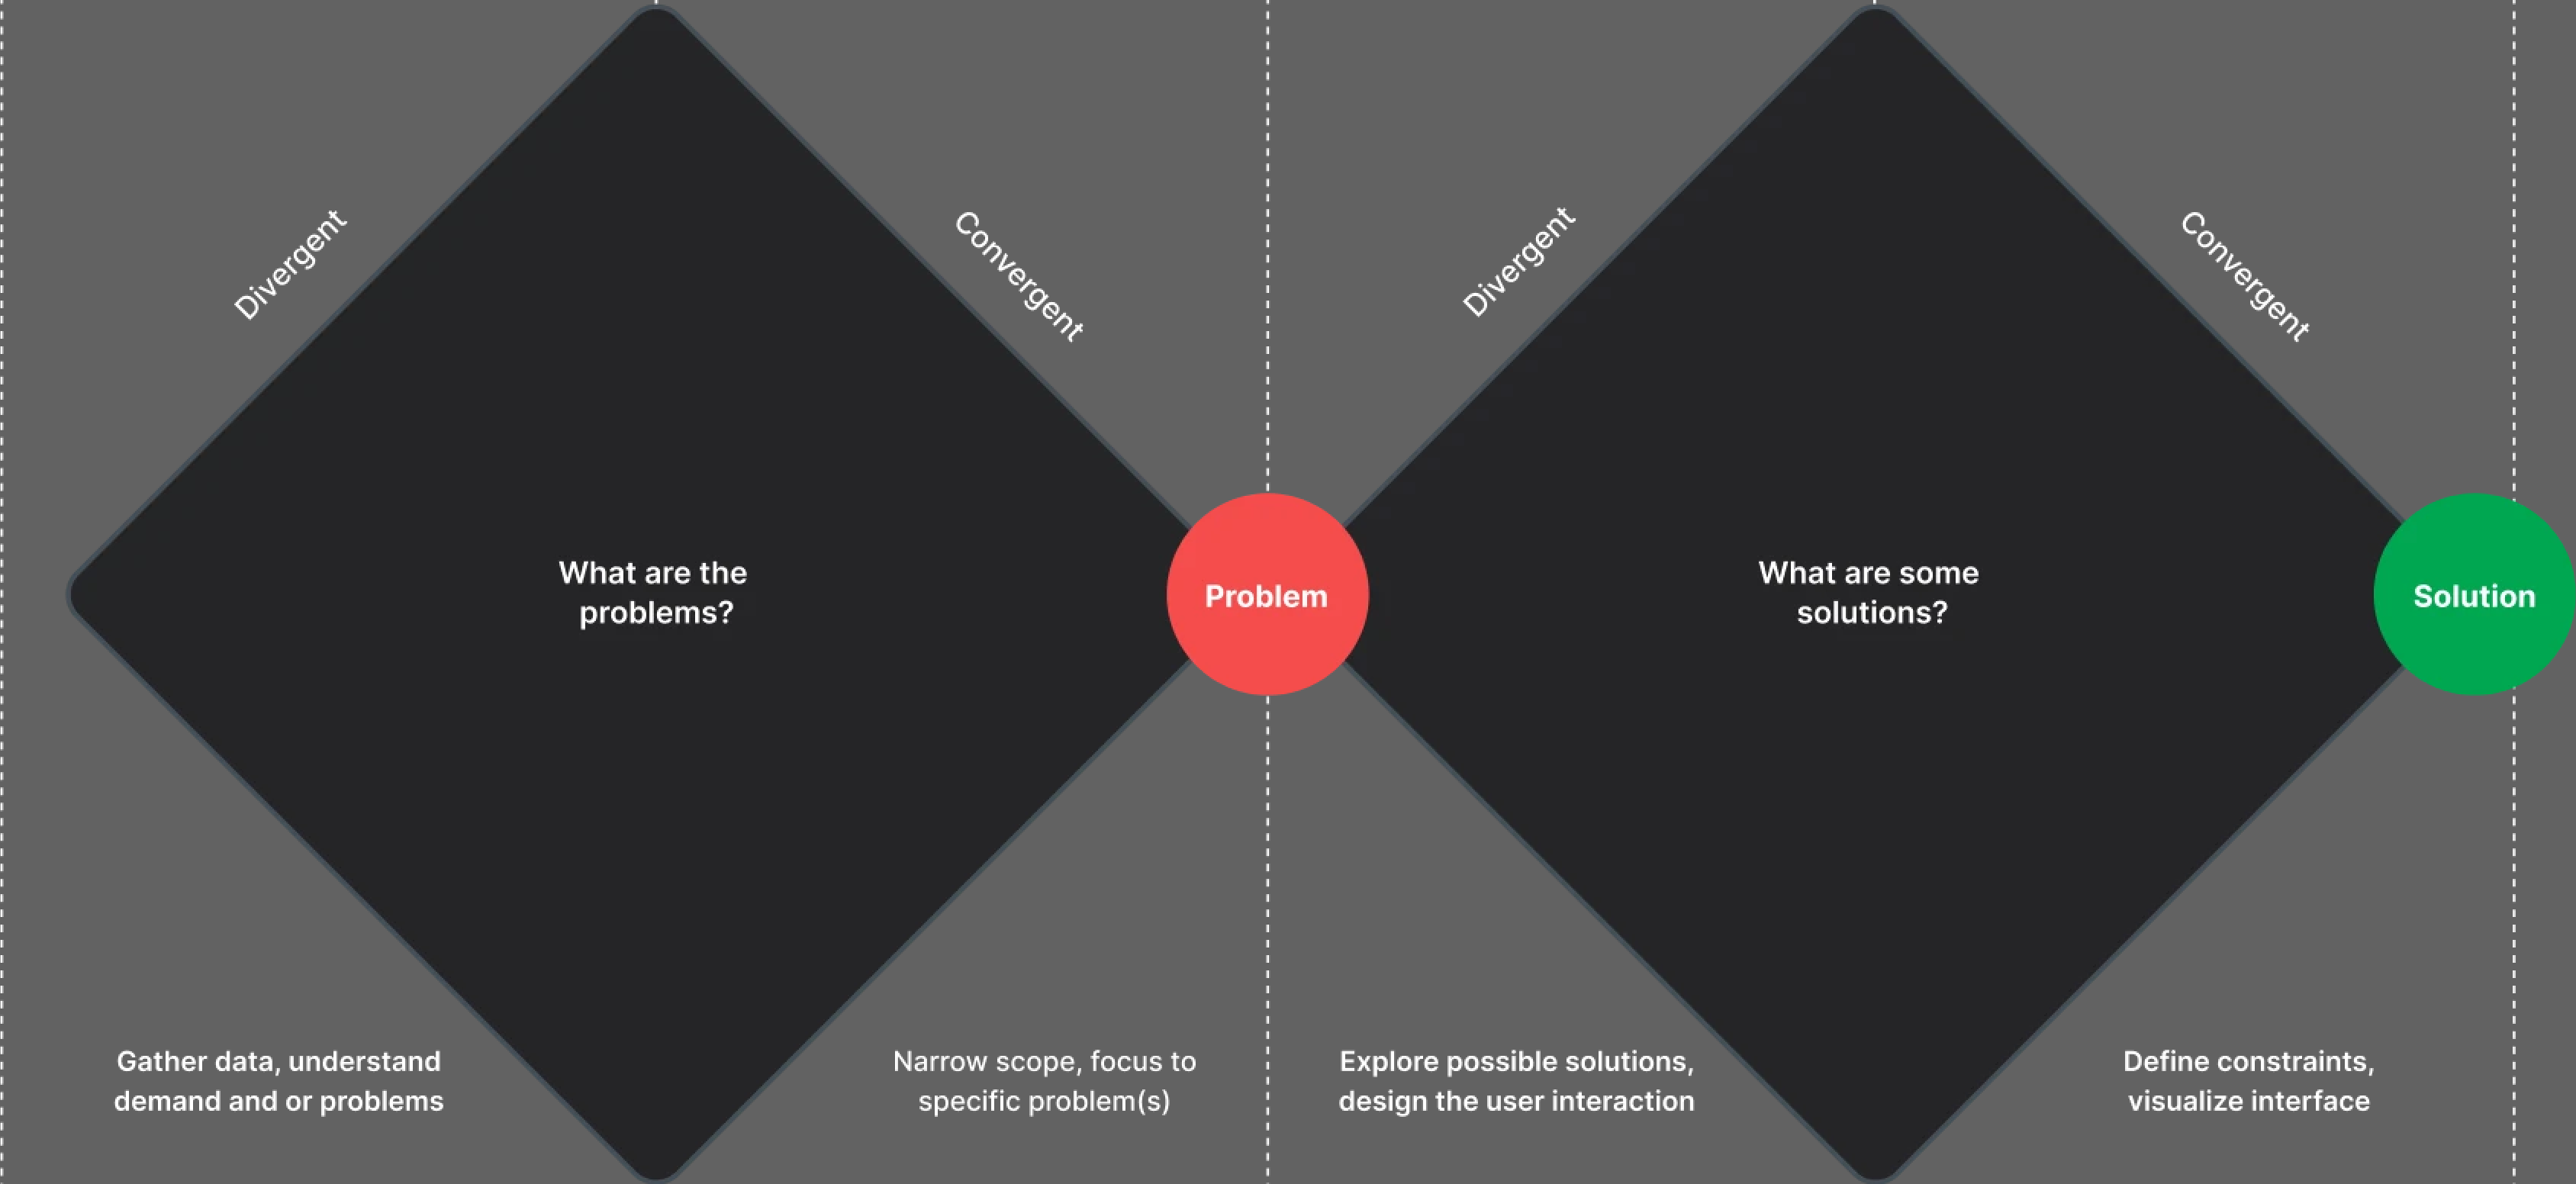 Divergent
Convergent
Divergent
Convergent
What are the
problems?
Problem
What are some
solutions?
Solution
Gather data, understand
demand and or problems
Narrow scope, focus to
specific problem(s)
Explore possible solutions,
design the user interaction
Define constraints,
visualize interface